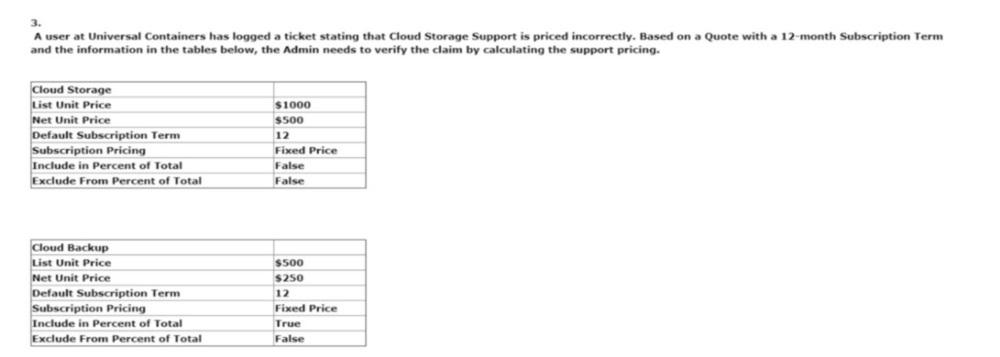 3.
A user at Universal Containers has logged a ticket stating that Cloud Storage Support is priced incorrectly. Based on a Quote with a 12-month Subscription Term
and the information in the tables below, the Admin needs to verify the claim by calculating the support pricing.
Cloud Storage
List Unit Price $1000
Net Unit Price $500
Default Subscription Term 12
Subscription Pricing Fixed Price
Include in Percent of Total False
Exclude From Percent of Total False
Cloud Backup
List Unit Price $500
Net Unit Price $250
Default Subscription Term 12
Subscription Pricing Fixed Price
Include in Percent of Total True
Exclude From Percent of Total False